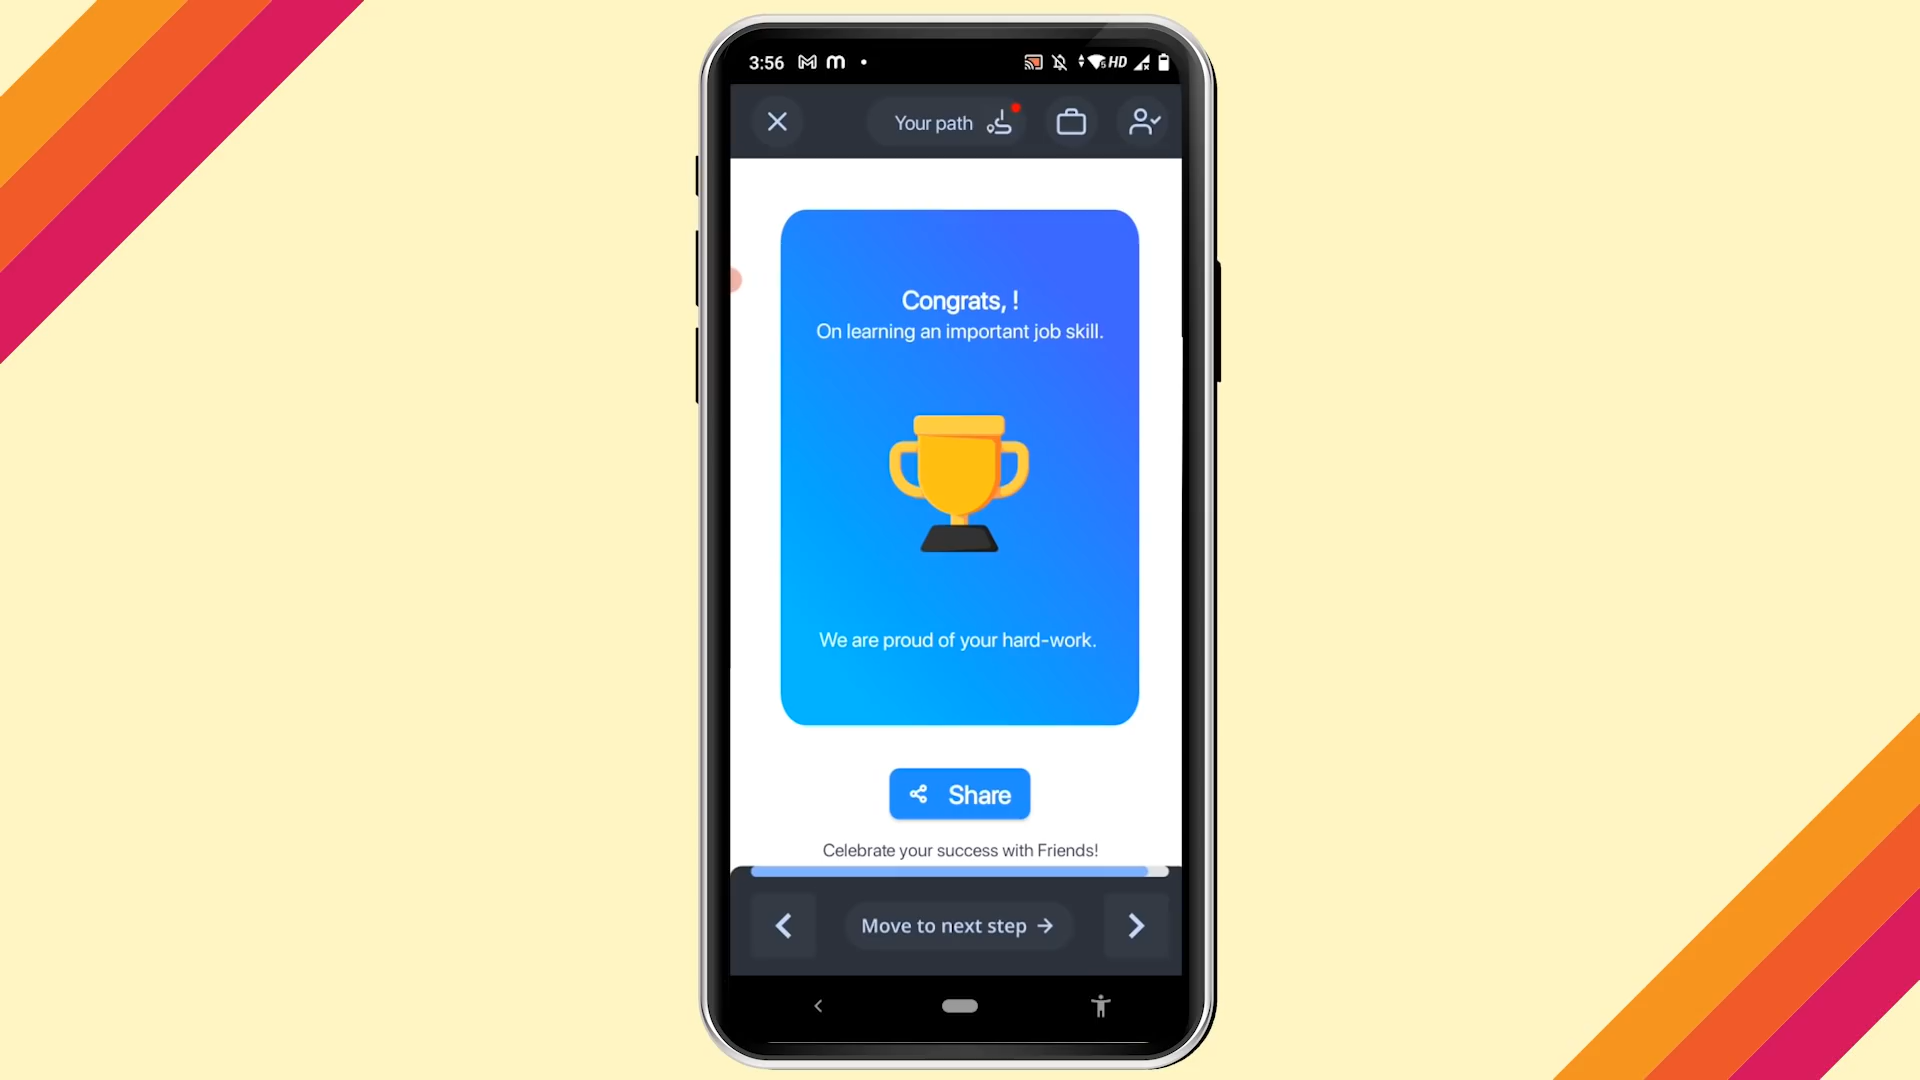 3:56
HD
Your path
Congrats, !
On learning an important job skill.
We are proud of your hard-work.
Share
Celebrate your success with Friends!
Move to next step →